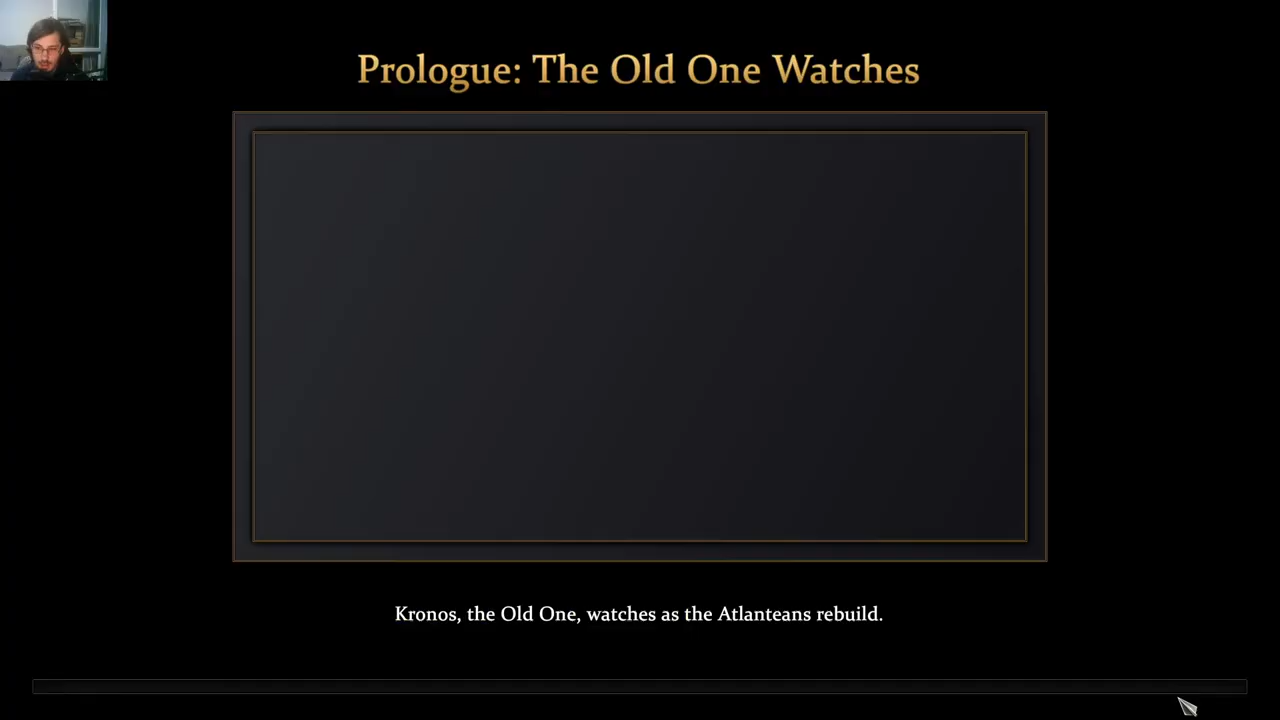 Prologue: The Old One Watches
Kronos, the Old One, watches as the Atlanteans rebuild.